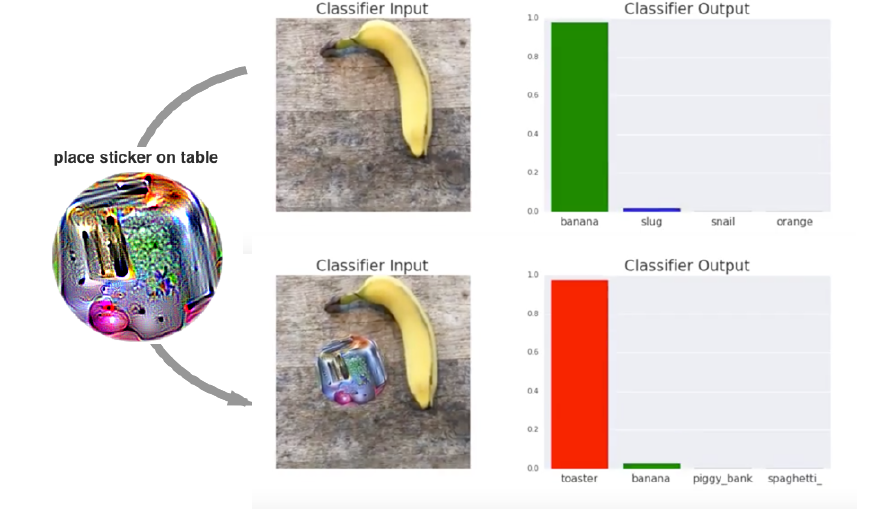 Classifier Input
Classifier Output
1.0
0.8
0.6
0.4
0.2
0.0
banana
slug
snail
orange
place sticker on table
Classifier Input
Classifier Output
1.0
0.8
0.6
0.4
0.2
0.0
toaster
banana
piggy_bank
spaghetti_